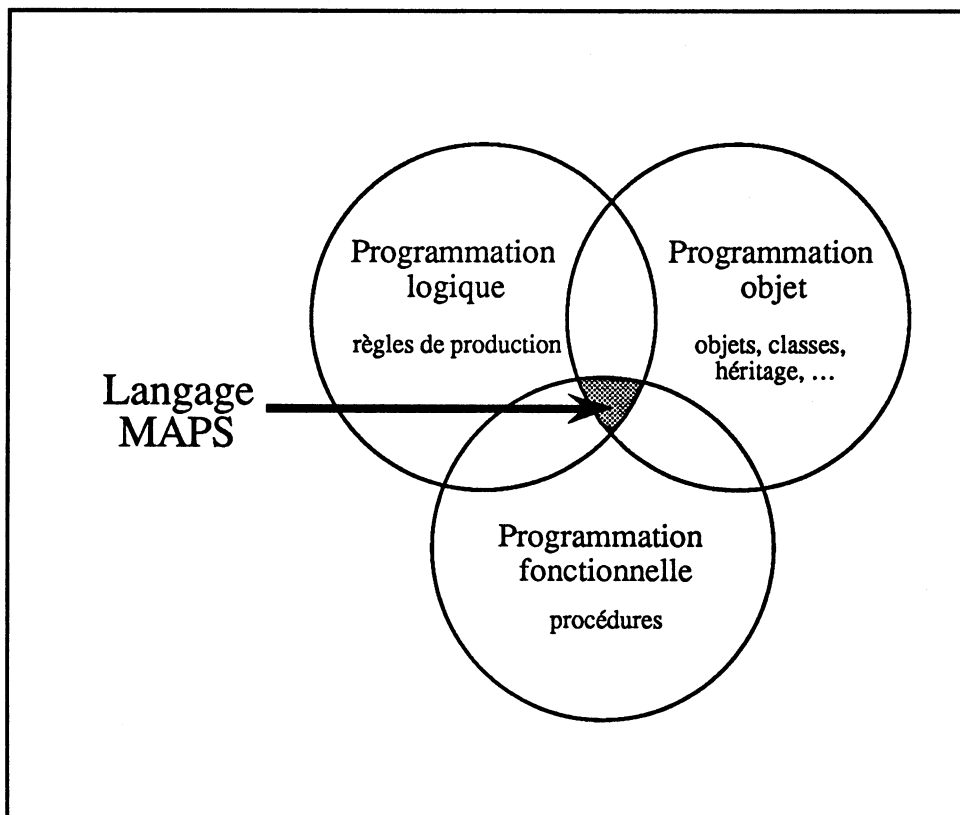 Programmation
logique
règles de production
Programmation
objet
objets, classes,
héritage, ...
Langage
MAPS
Programmation
fonctionnelle
procédures